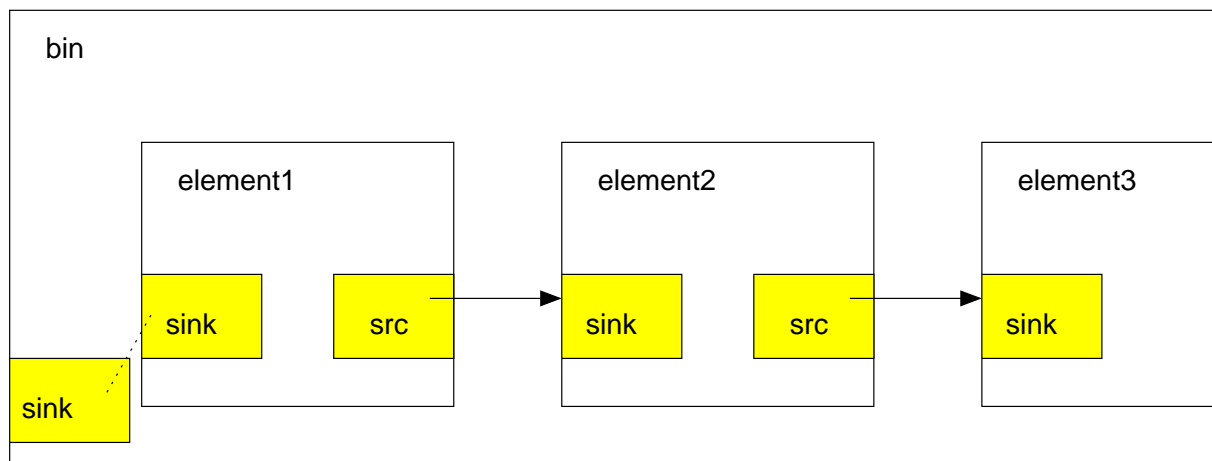 bin
element1
element2
element3
sink
src
sink
src
sink
sink